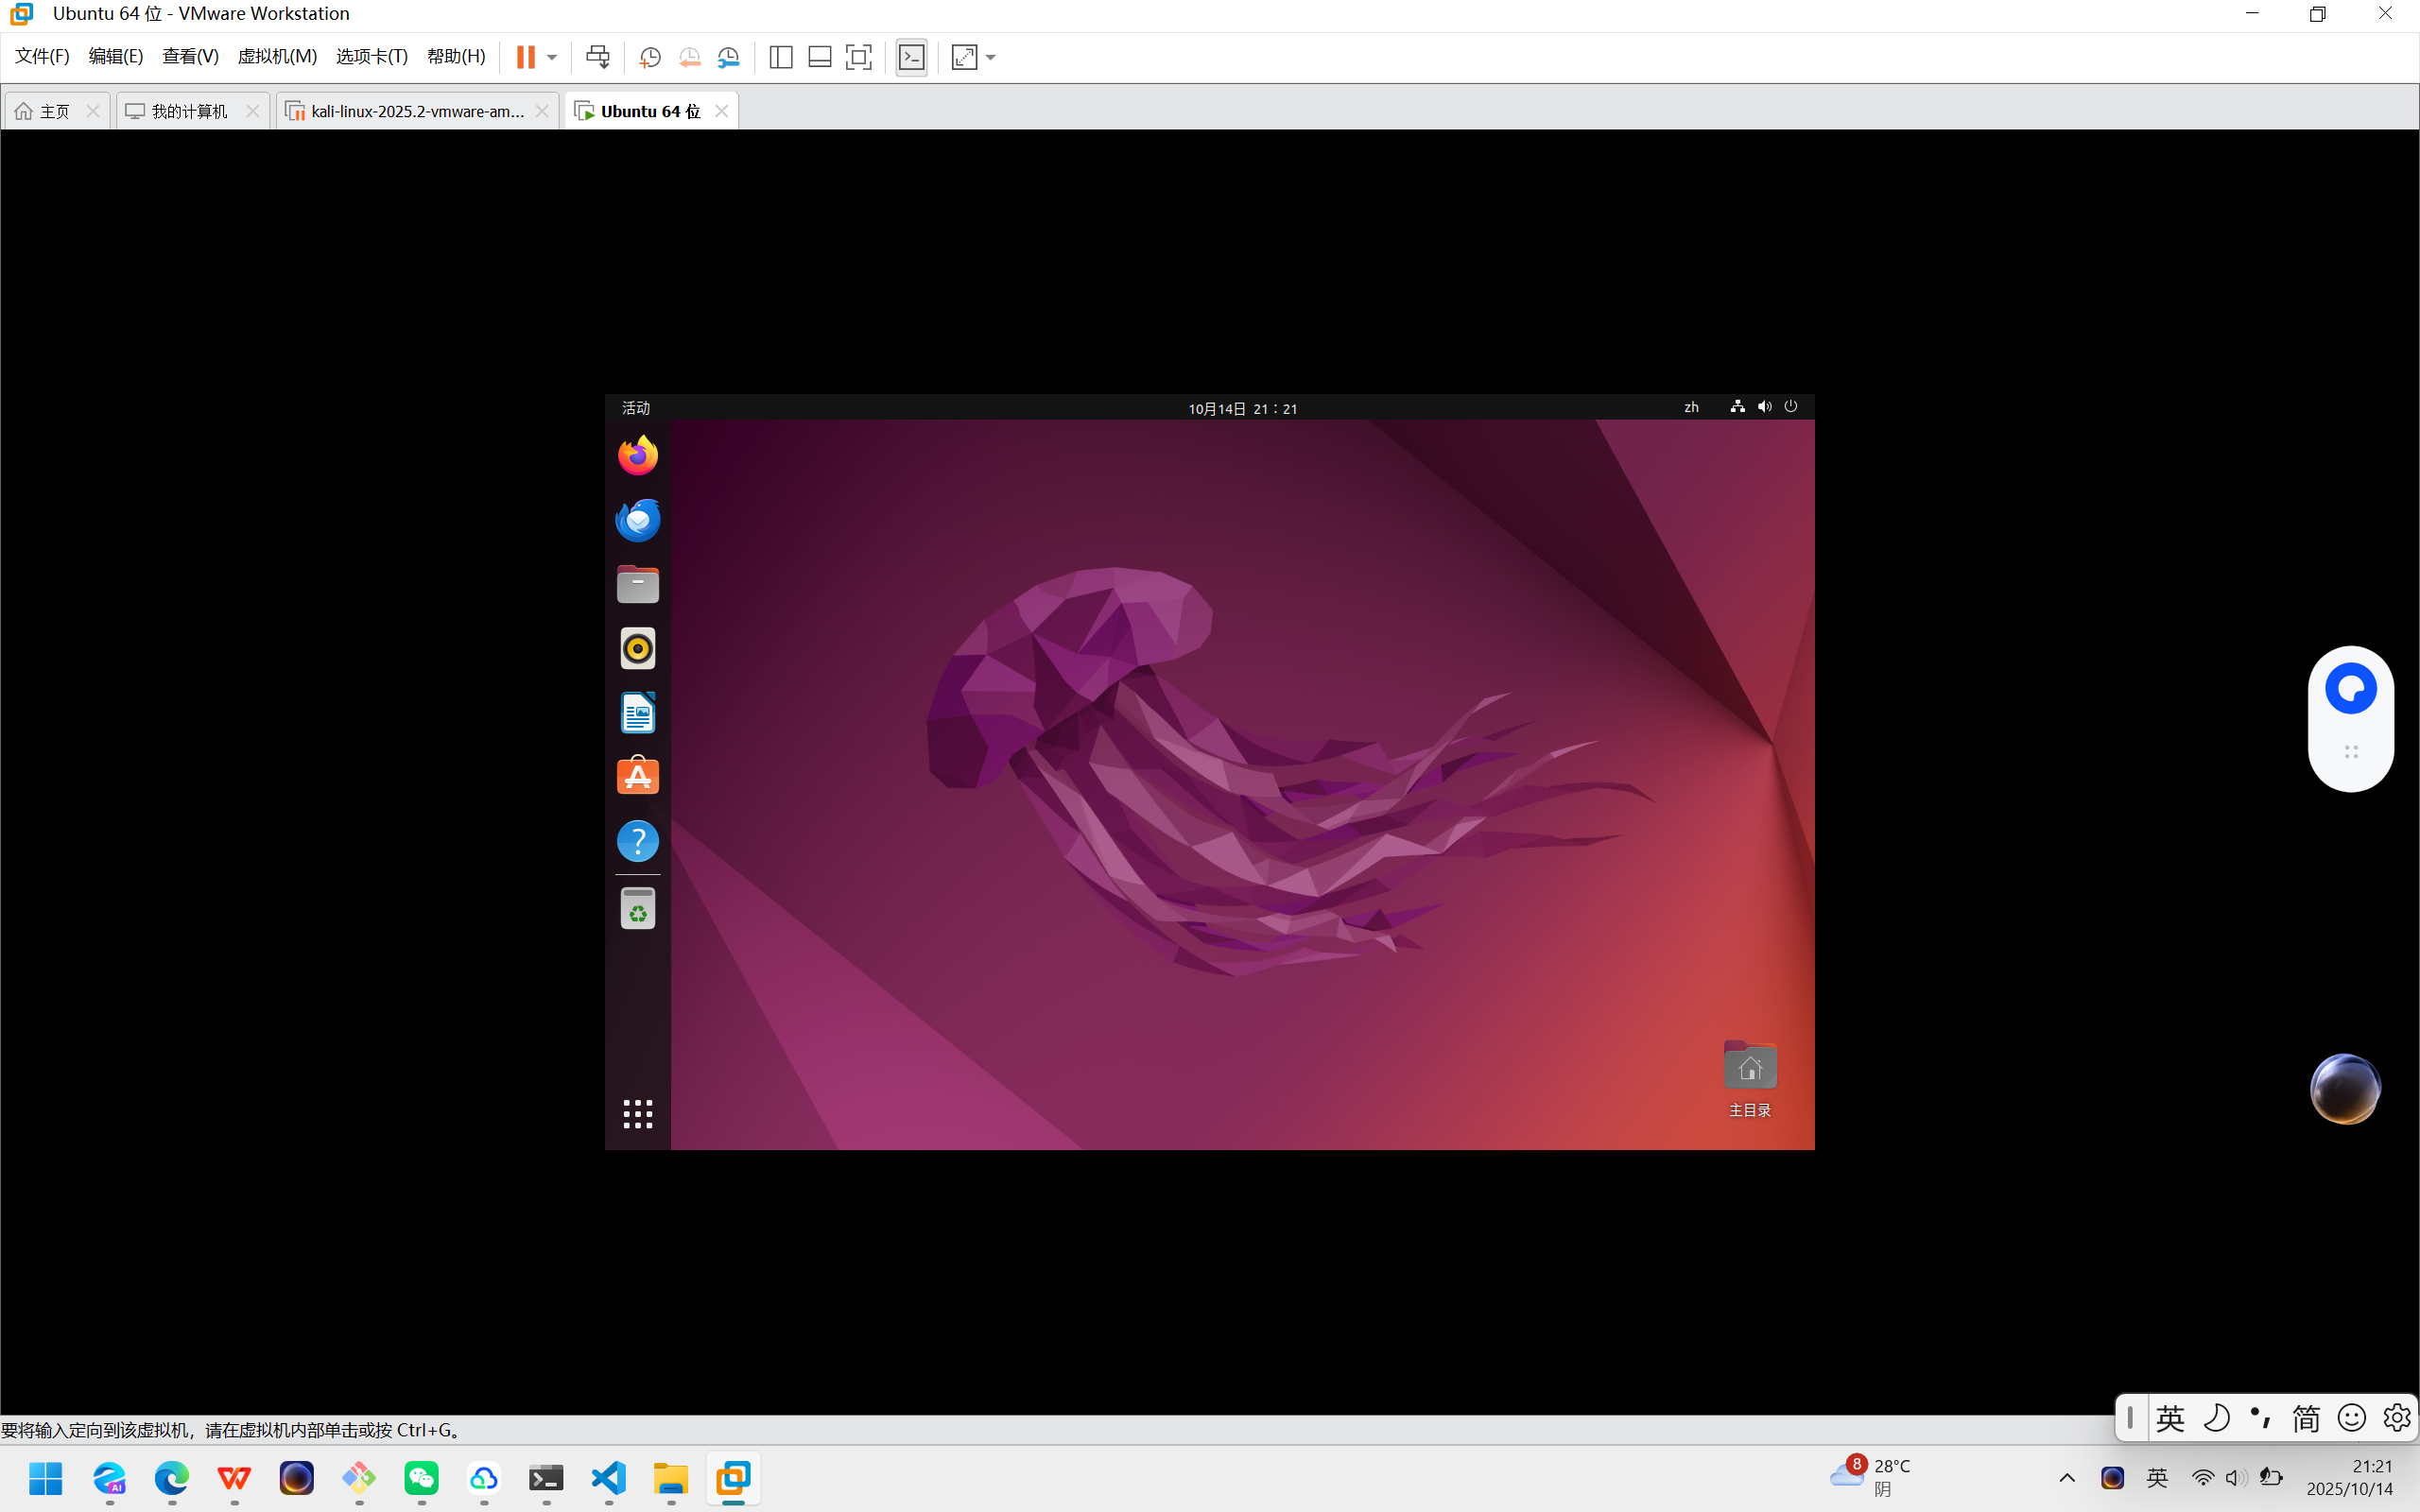 Ubuntu 64 位 - VMware Workstation
文件(F) 编辑(E) 查看(V) 虚拟机(M) 选项卡(T) 帮助(H)
主页 我的计算机 kali-linux-2025.2-vmware-am... Ubuntu 64 位
活动 10月14日 21：21 zh
主目录
要将输入定向到该虚拟机，请在虚拟机内部单击或按 Ctrl+G。
英 简
8 28°C 英 21:21
阴 2025/10/14